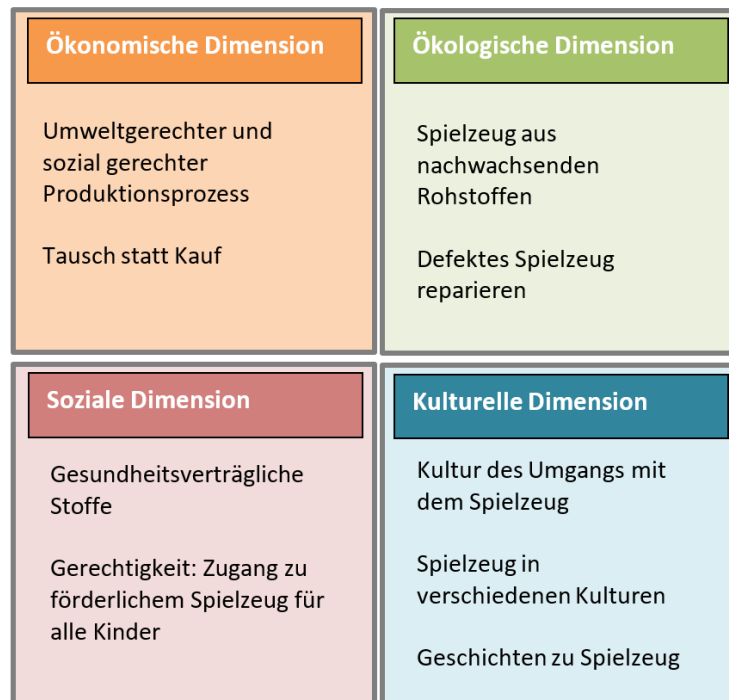 Ökonomische Dimension
Umweltgerechter und
sozial gerechter
Produktionsprozess
Tausch statt Kauf
Ökologische Dimension
Spielzeug aus
nachwachsenden
Rohstoffen
Defektes Spielzeug
reparieren
Soziale Dimension
Gesundheitsverträgliche
Stoffe
Gerechtigkeit: Zugang zu
förderlichem Spielzeug für
alle Kinder
Kulturelle Dimension
Kultur des Umgangs mit
dem Spielzeug
Spielzeug in
verschiedenen Kulturen
Geschichten zu Spielzeug